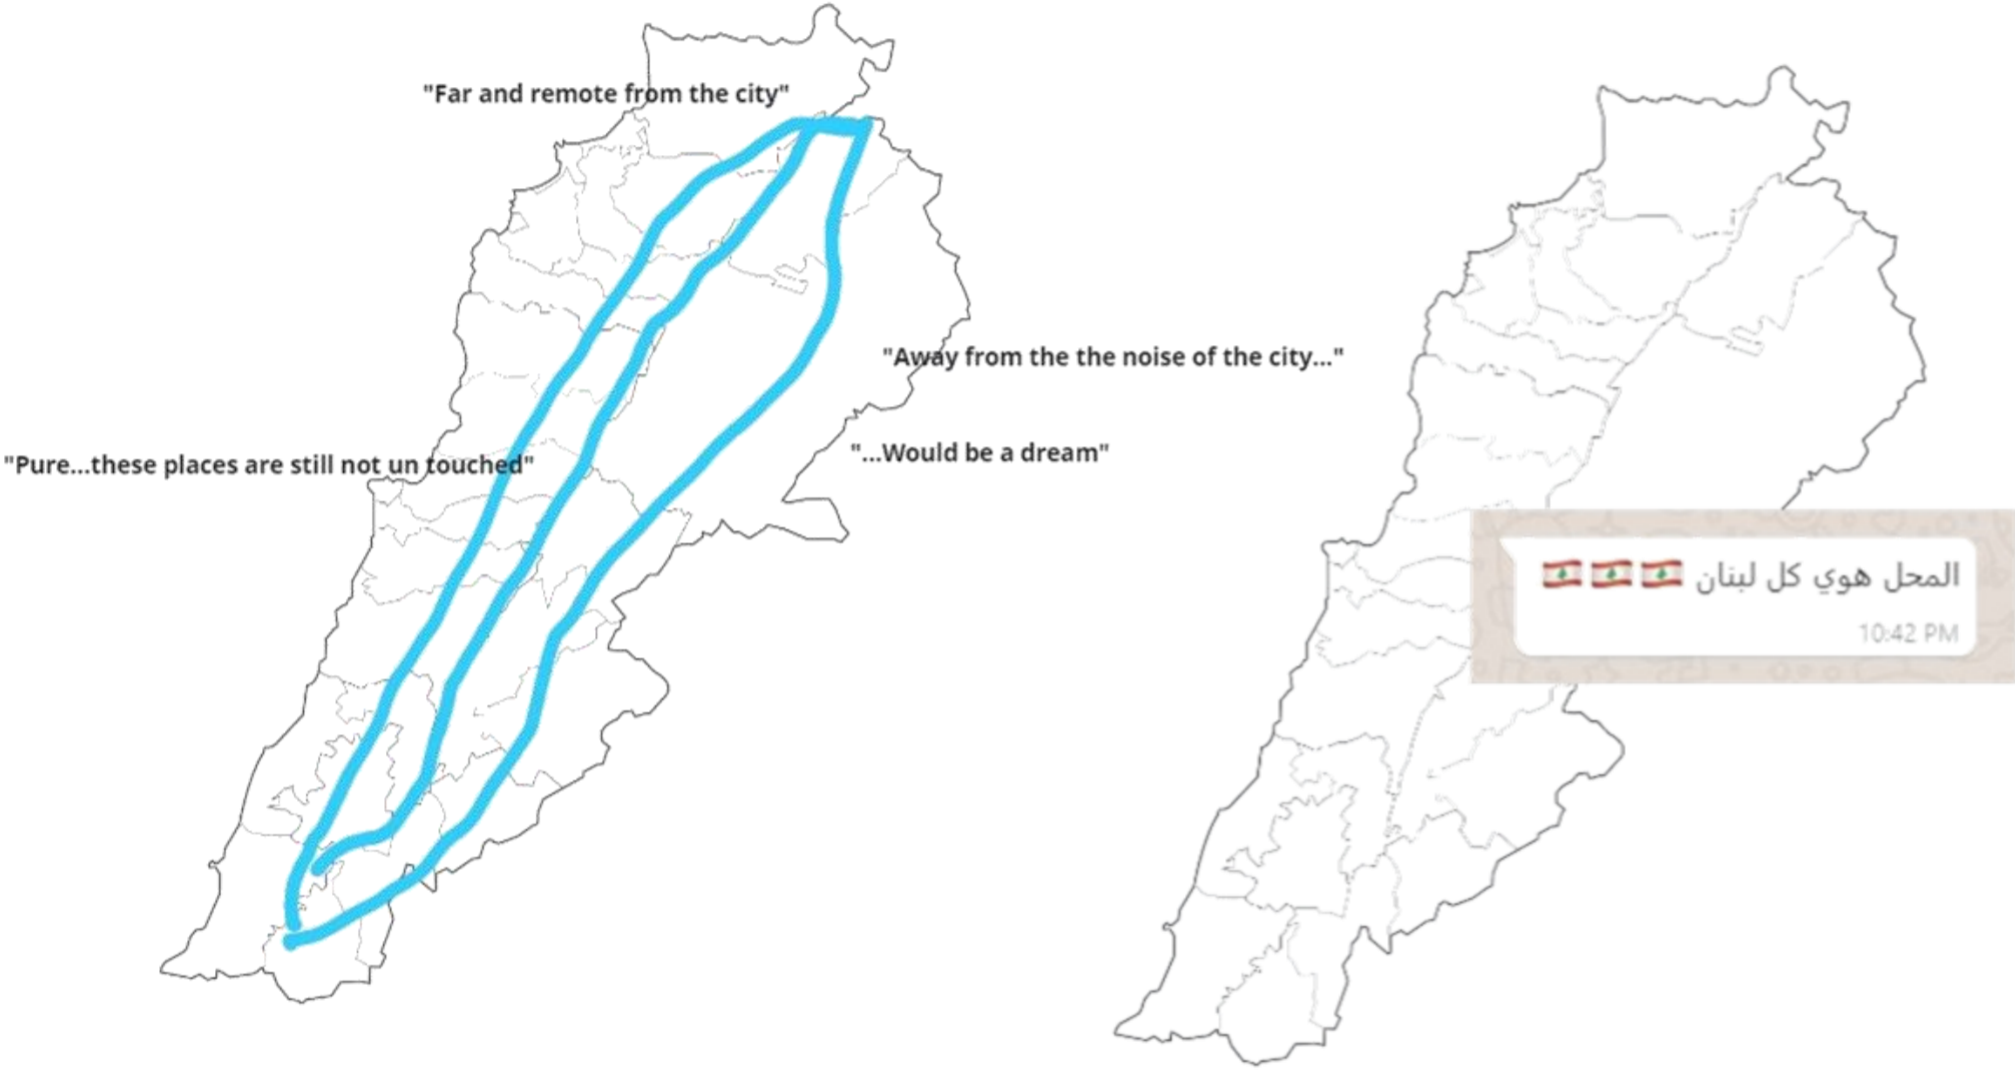 "Far and remote from the city"
"Away from the the noise of the city..."
"...Would be a dream"
"Pure...these places are still not un touched"
المحل هوي كل لبنان 🇱🇧 🇱🇧 🇱🇧
10:42 PM